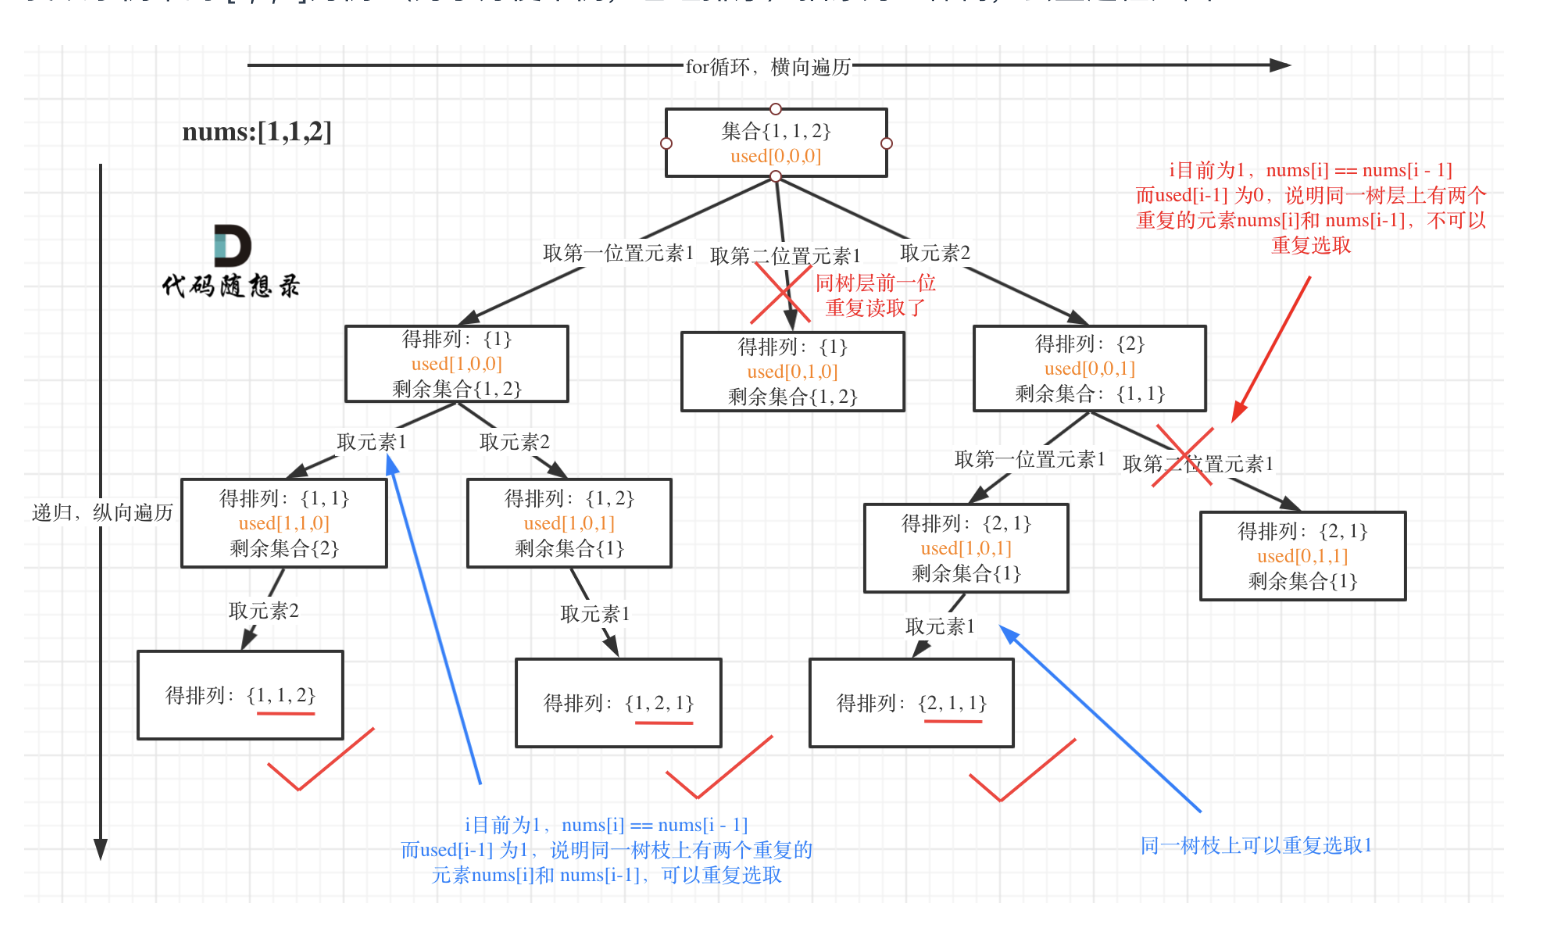 for循环，横向遍历
nums:[1,1,2]
集合{1, 1, 2}
used[0,0,0]
i目前为1，nums[i] == nums[i - 1]
而used[i-1] 为0，说明同一树层上有两个
重复的元素nums[i]和 nums[i-1]，不可以
重复选取
代码随想录
取第一位置元素1
取第二位置元素1
取元素2
同树层前一位
重复读取了
得排列：{1}
used[1,0,0]
剩余集合{1, 2}
得排列：{1}
used[0,1,0]
剩余集合{1, 2}
得排列：{2}
used[0,0,1]
剩余集合：{1, 1}
取元素1
取元素2
取第一位置元素1
取第二位置元素1
递归，纵向遍历
得排列：{1, 1}
used[1,1,0]
剩余集合{2}
得排列：{1, 2}
used[1,0,1]
剩余集合{1}
得排列：{2, 1}
used[1,0,1]
剩余集合{1}
得排列：{2, 1}
used[0,1,1]
剩余集合{1}
取元素2
取元素1
取元素1
得排列：{1, 1, 2}
得排列：{1, 2, 1}
得排列：{2, 1, 1}
i目前为1，nums[i] == nums[i - 1]
而used[i-1] 为1，说明同一树枝上有两个重复的
元素nums[i]和 nums[i-1]，可以重复选取
同一树枝上可以重复选取1